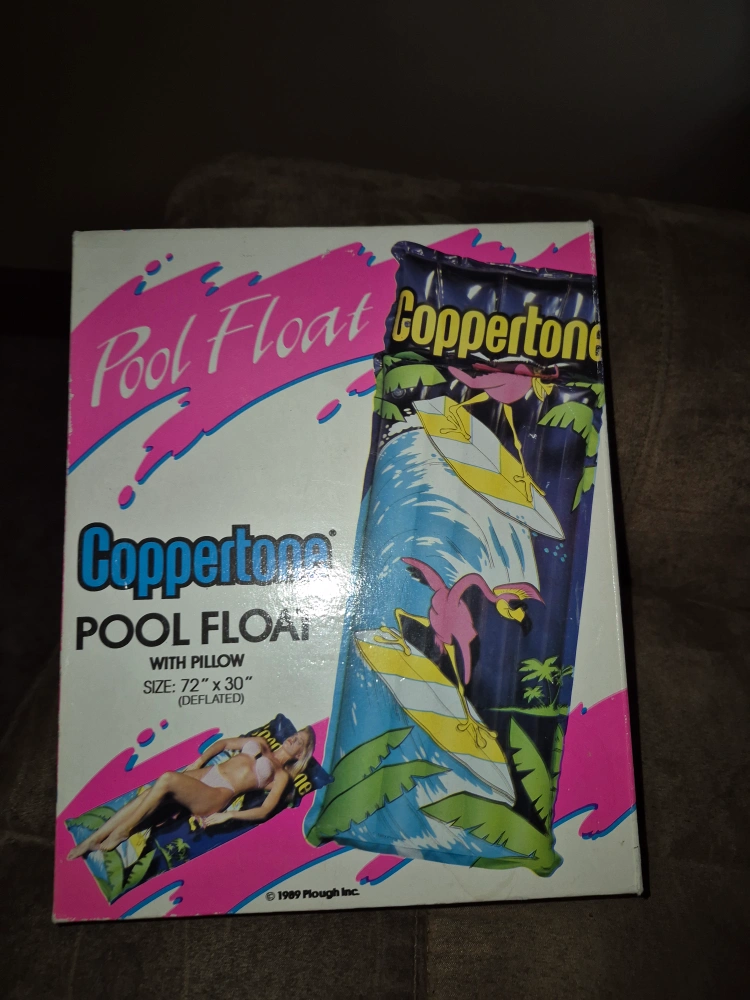 Pool Float
Coppertone
Coppertone®
POOL FLOAT
WITH PILLOW
SIZE: 72" x 30"
(DEFLATED)
© 1989 Plough Inc.